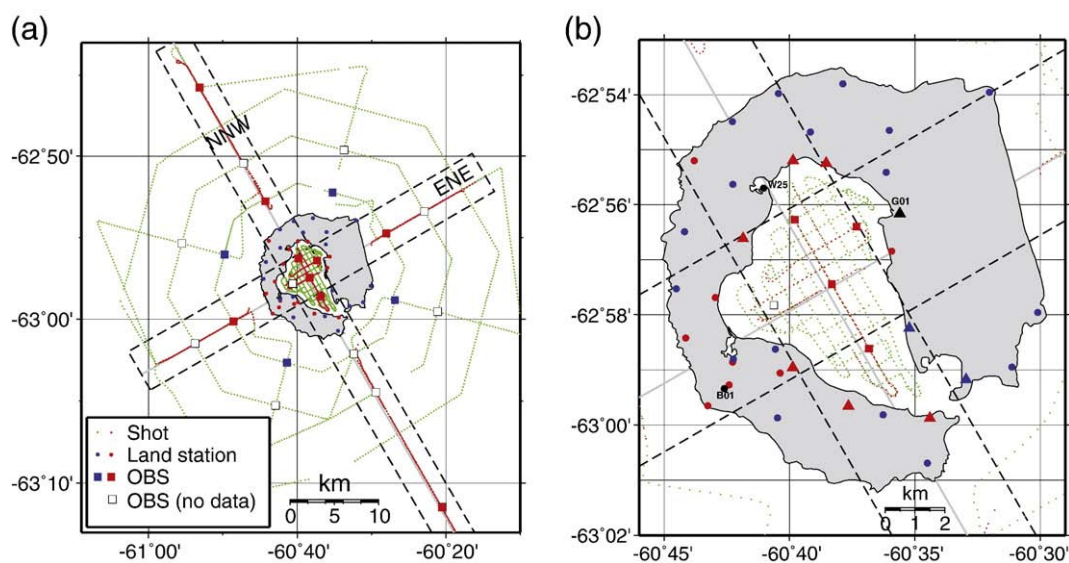 (a)
-62°50'
-63°00'
-63°10'
-61°00'
-60°40'
-60°20'
NNW
ENE
Shot
Land station
OBS
OBS (no data)
km
0 5 10
(b)
-62°54'
-62°56'
-62°58'
-63°00'
-63°02'
-60°45'
-60°40'
-60°35'
-60°30'
W25
G01
B01
km
0 1 2